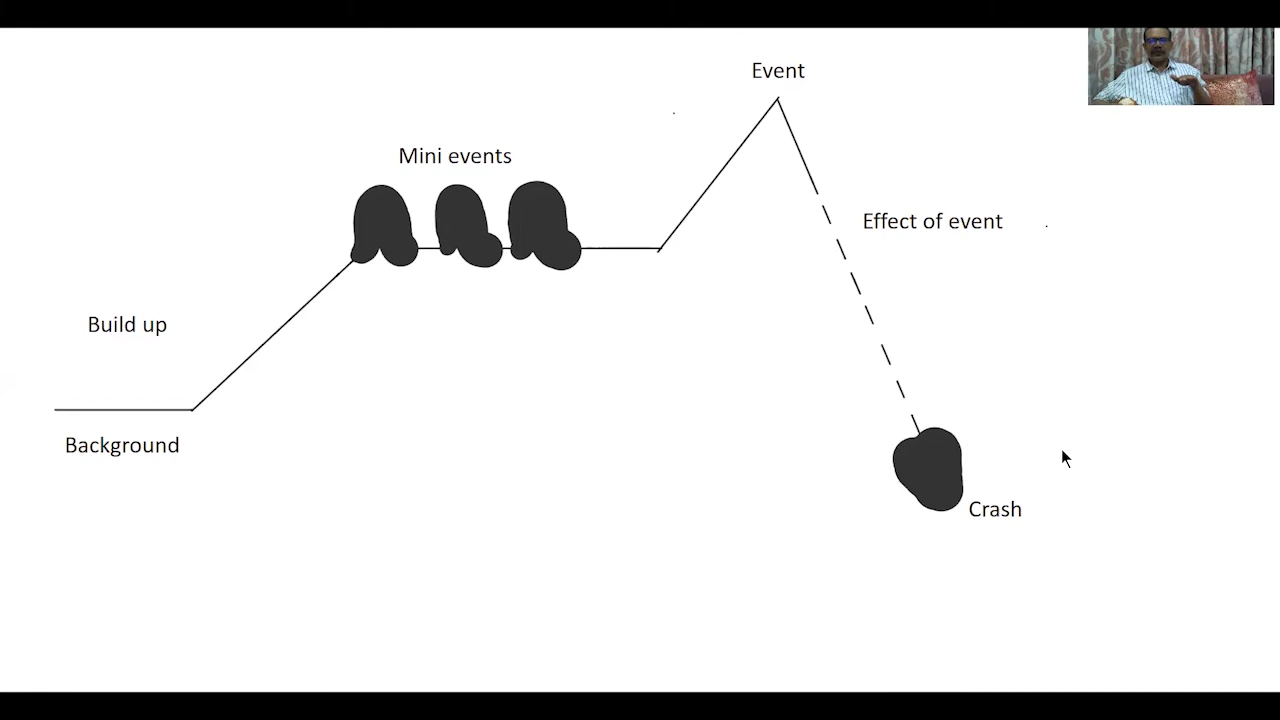 Event
Mini events
Effect of event
Build up
Background
Crash